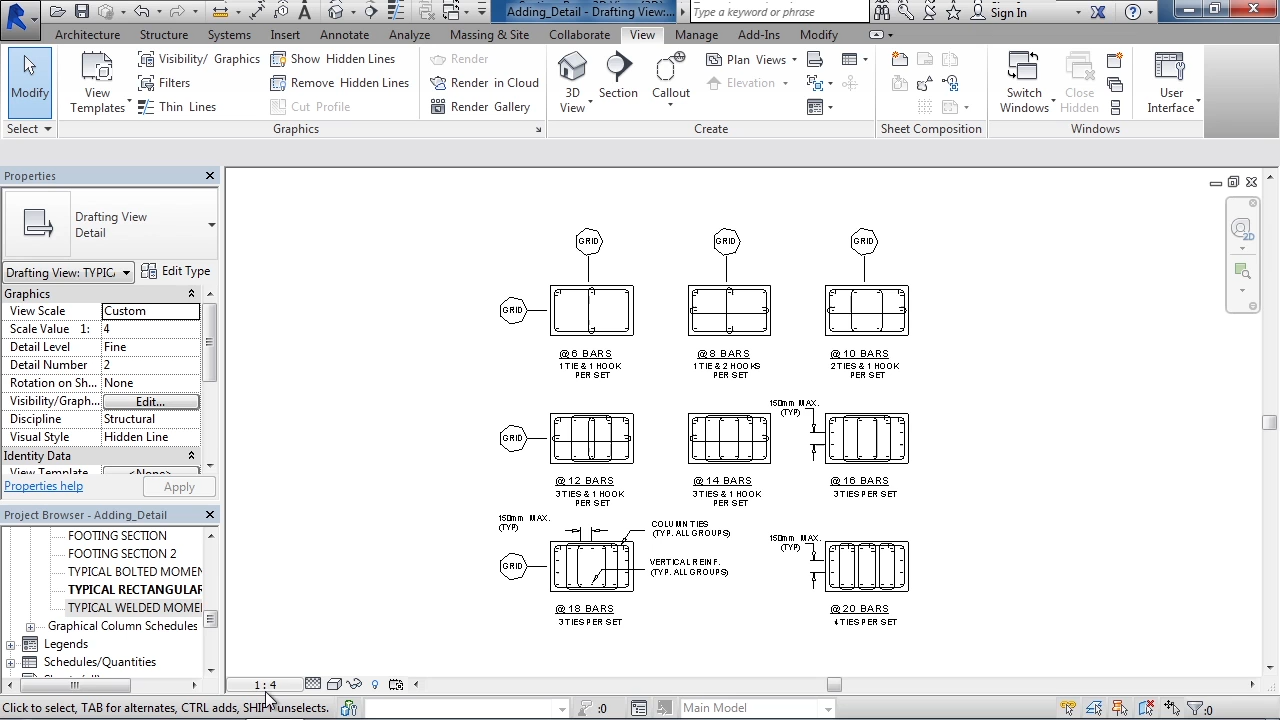 Adding_Detail - Drafting View:...
Type a keyword or phrase
Sign In
Architecture Structure Systems Insert Annotate Analyze Massing & Site Collaborate View Manage Add-Ins Modify
Modify
View
Templates
Visibility/ Graphics
Filters
Thin Lines
Show Hidden Lines
Remove Hidden Lines
Cut Profile
Render
Render in Cloud
Render Gallery
3D
View
Section
Callout
Plan Views
Elevation
Switch
Windows
Close
Hidden
User
Interface
Select Graphics Create Sheet Composition Windows
Properties
Drafting View
Detail
Drafting View: TYPIC
Edit Type
Graphics
View Scale Custom
Scale Value 1: 4
Detail Level Fine
Detail Number 2
Rotation on Sh... None
Visibility/Graph... Edit...
Discipline Structural
Visual Style Hidden Line
Identity Data
View Template <None>
Properties help Apply
Project Browser - Adding_Detail
FOOTING SECTION
FOOTING SECTION 2
TYPICAL BOLTED MOMEN
TYPICAL RECTANGULAR
TYPICAL WELDED MOME
Graphical Column Schedules
Legends
Schedules/Quantities
2D
GRID GRID GRID
GRID
@ 6 BARS
1 TIE & 1 HOOK
PER SET
@ 8 BARS
1 TIE & 2 HOOKS
PER SET
@ 10 BARS
2 TIES & 1 HOOK
PER SET
GRID
150mm MAX.
(TYP)
@ 12 BARS
3 TIES & 1 HOOK
PER SET
@ 14 BARS
3 TIES & 1 HOOK
PER SET
@ 16 BARS
3 TIES PER SET
150mm MAX.
(TYP)
GRID
COLUMN TIES
(TYP. ALL GROUPS)
VERTICAL REINF.
(TYP. ALL GROUPS)
150mm MAX.
(TYP)
@ 18 BARS
3 TIES PER SET
@ 20 BARS
4 TIES PER SET
1 : 4
Click to select, TAB for alternates, CTRL adds, SHIFT unselects.
:0
Main Model
:0